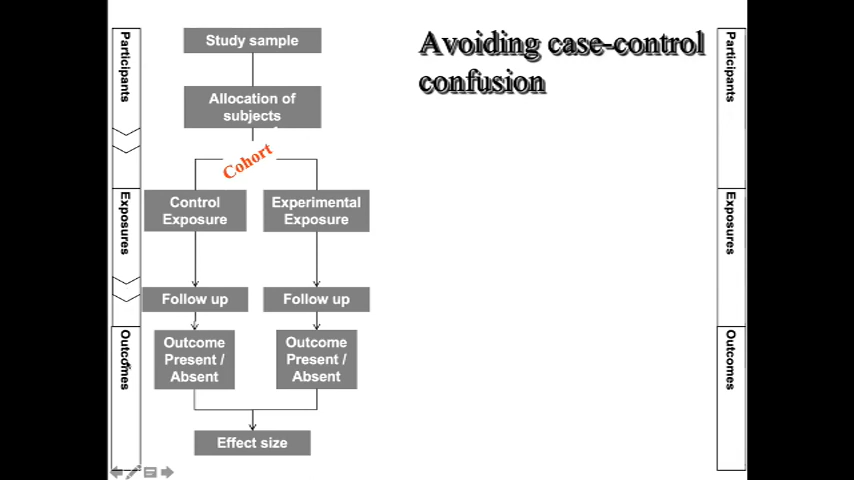 Avoiding case-control
confusion
Participants
Exposures
Outcomes
Study sample
Allocation of
subjects
Cohort
Control
Exposure
Experimental
Exposure
Follow up
Follow up
Outcome
Present /
Absent
Outcome
Present /
Absent
Effect size
Participants
Exposures
Outcomes